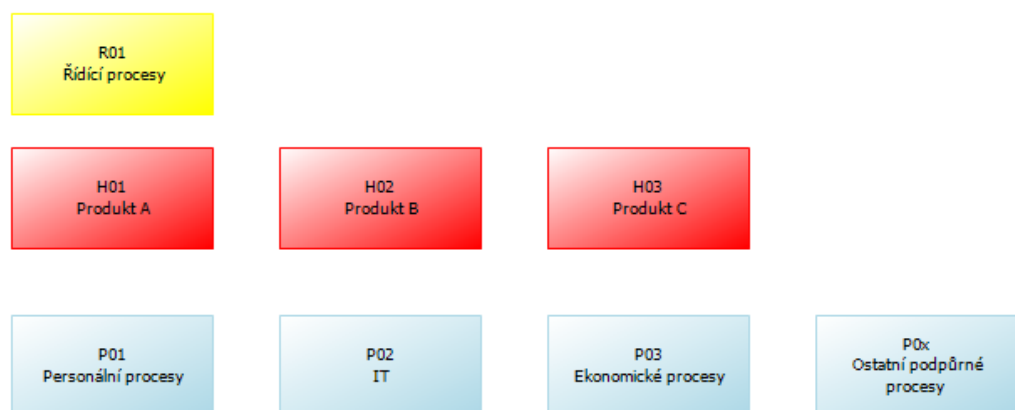 R01
Řídící procesy
H01
Produkt A
H02
Produkt B
H03
Produkt C
P01
Personální procesy
P02
IT
P03
Ekonomické procesy
P0x
Ostatní podpůrné
procesy